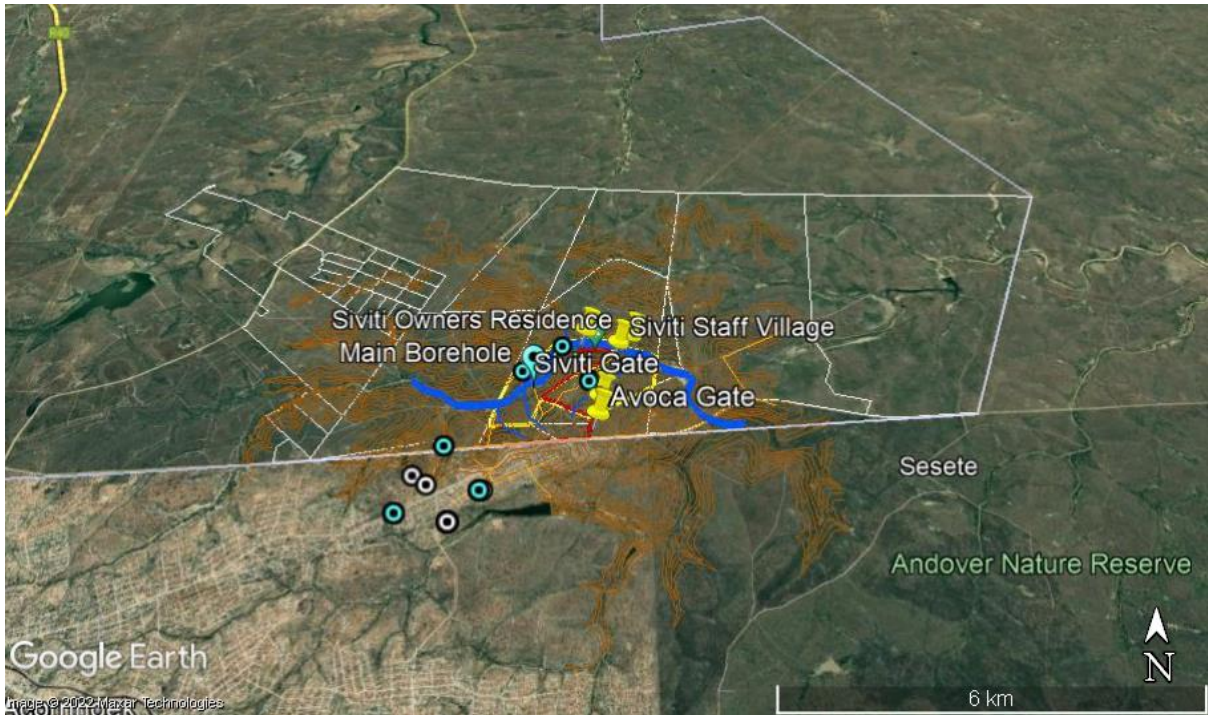 R40
Siviti Owners Residence
Siviti Staff Village
Main Borehole
Siviti Gate
Avoca Gate
Sesete
Andover Nature Reserve
N
Google Earth
6 km
Image © 2022 Maxar Technologies